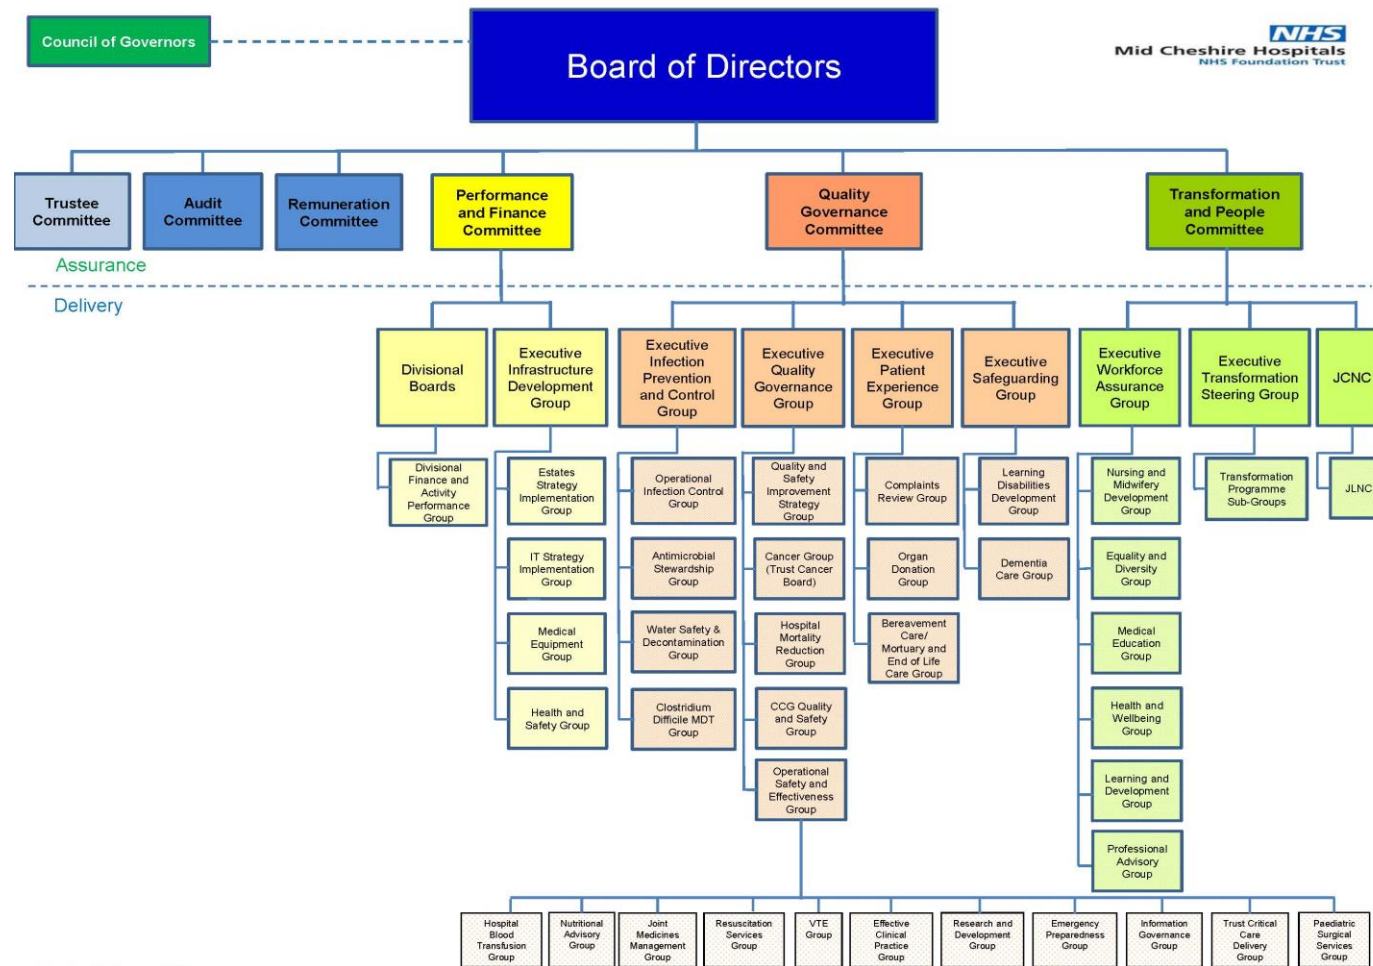 Council of Governors
Board of Directors
NHS
Mid Cheshire Hospitals
NHS Foundation Trust
Trustee
Committee
Audit
Committee
Remuneration
Committee
Performance
and Finance
Committee
Quality
Governance
Committee
Transformation
and People
Committee
Assurance
Delivery
Divisional
Boards
Executive
Infrastructure
Development
Group
Executive
Infection
Prevention
and Control
Group
Executive
Quality
Governance
Group
Executive
Patient
Experience
Group
Executive
Safeguarding
Group
Executive
Workforce
Assurance
Group
Executive
Transformation
Steering Group
JCNC
Divisional
Finance and
Activity
Performance
Group
Estates
Strategy
Implementation
Group
Operational
Infection Control
Group
Quality and
Safety
Improvement
Strategy
Group
Complaints
Review Group
Learning
Disabilities
Development
Group
Nursing and
Midwifery
Development
Group
Transformation
Programme
Sub-Groups
JLNC
IT Strategy
Implementation
Group
Antimicrobial
Stewardship
Group
Cancer Group
(Trust Cancer
Board)
Organ
Donation
Group
Dementia
Care Group
Equality and
Diversity
Group
Medical
Equipment
Group
Water Safety &
Decontamination
Group
Hospital
Mortality
Reduction
Group
Bereavement
Care/
Mortuary and
End of Life
Care Group
Medical
Education
Group
Health and
Safety Group
Clostridium
Difficile MDT
Group
CCG Quality
and Safety
Group
Health and
Wellbeing
Group
Operational
Safety and
Effectiveness
Group
Learning and
Development
Group
Professional
Advisory
Group
Hospital
Blood
Transfusion
Group
Nutritional
Advisory
Group
Joint
Medicines
Management
Group
Resuscitation
Services
Group
VTE
Group
Effective
Clinical
Practice
Group
Research and
Development
Group
Emergency
Preparedness
Group
Information
Governance
Group
Trust Critical
Care
Delivery
Group
Paediatric
Surgical
Services
Group